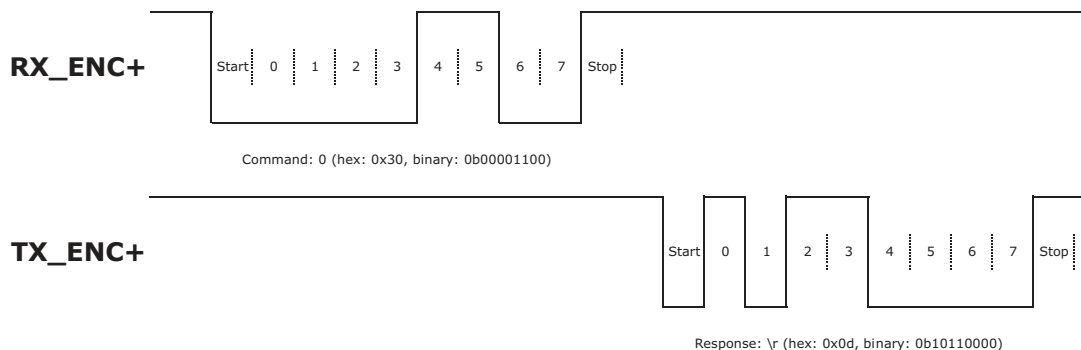 RX_ENC+
Start 0 1 2 3 4 5 6 7 Stop
Command: 0 (hex: 0x30, binary: 0b00001100)
TX_ENC+
Start 0 1 2 3 4 5 6 7 Stop
Response: \r (hex: 0x0d, binary: 0b10110000)